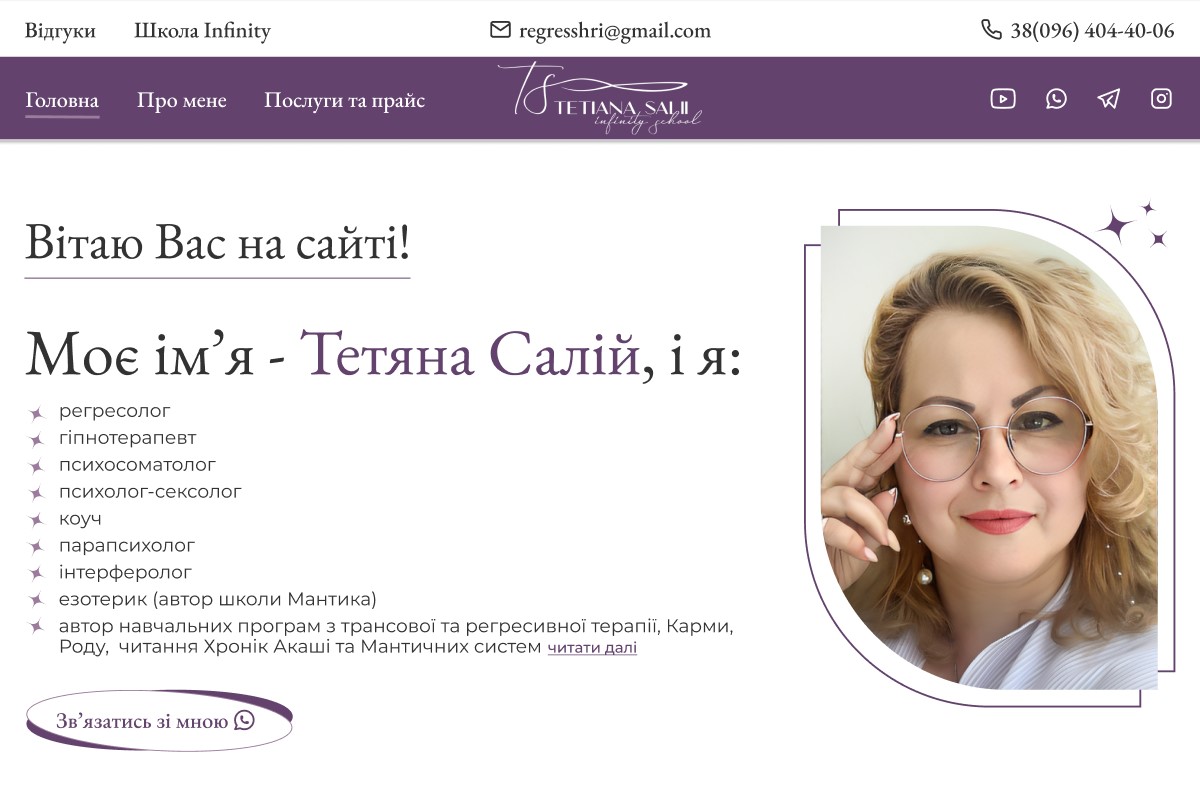 Відгуки Школа Infinity regresshri@gmail.com 38(096) 404-40-06
Головна Про мене Послуги та прайс TS TETIANA SALII infinity school
Вітаю Вас на сайті!
Моє ім’я - Тетяна Салій, і я:
регресолог
гіпнотерапевт
психосоматолог
психолог-сексолог
коуч
парапсихолог
інтерферолог
езотерик (автор школи Мантика)
автор навчальних програм з трансової та регресивної терапії, Карми,
Роду, читання Хронік Акаші та Мантичних систем читати далі
Зв’язатись зі мною